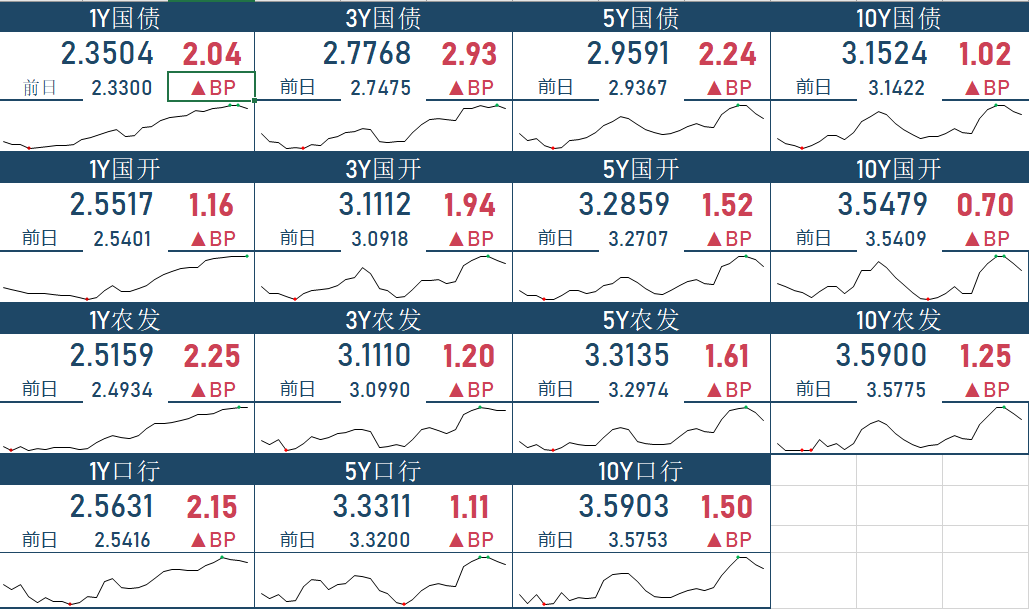 1Y国债 3Y国债 5Y国债 10Y国债
2.3504 2.04 2.7768 2.93 2.9591 2.24 3.1524 1.02
前日 2.3300 ▲BP 前日 2.7475 ▲BP 前日 2.9367 ▲BP 前日 3.1422 ▲BP
1Y国开 3Y国开 5Y国开 10Y国开
2.5517 1.16 3.1112 1.94 3.2859 1.52 3.5479 0.70
前日 2.5401 ▲BP 前日 3.0918 ▲BP 前日 3.2707 ▲BP 前日 3.5409 ▲BP
1Y农发 3Y农发 5Y农发 10Y农发
2.5159 2.25 3.1110 1.20 3.3135 1.61 3.5900 1.25
前日 2.4934 ▲BP 前日 3.0990 ▲BP 前日 3.2974 ▲BP 前日 3.5775 ▲BP
1Y口行 5Y口行 10Y口行
2.5631 2.15 3.3311 1.11 3.5903 1.50
前日 2.5416 ▲BP 前日 3.3200 ▲BP 前日 3.5753 ▲BP